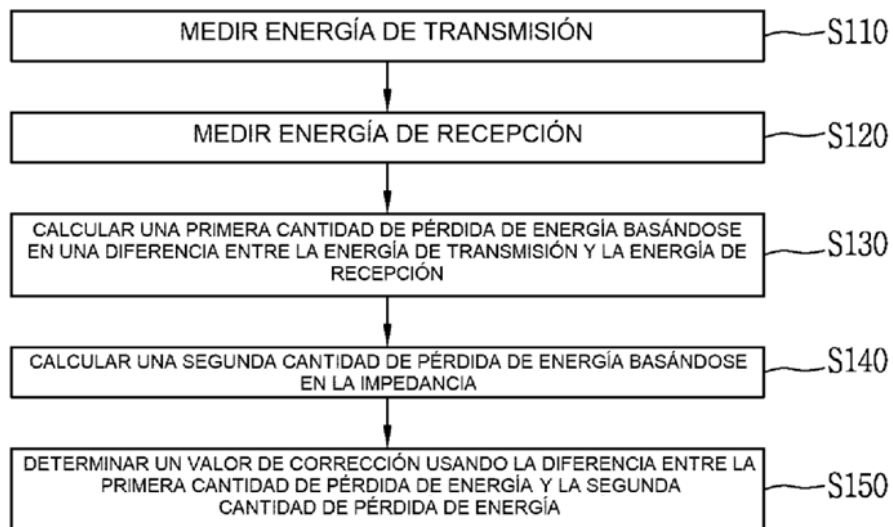 MEDIR ENERGÍA DE TRANSMISIÓN
S110
MEDIR ENERGÍA DE RECEPCIÓN
S120
CALCULAR UNA PRIMERA CANTIDAD DE PÉRDIDA DE ENERGÍA BASÁNDOSE
EN UNA DIFERENCIA ENTRE LA ENERGÍA DE TRANSMISIÓN Y LA ENERGÍA DE
RECEPCIÓN
S130
CALCULAR UNA SEGUNDA CANTIDAD DE PÉRDIDA DE ENERGÍA BASÁNDOSE
EN LA IMPEDANCIA
S140
DETERMINAR UN VALOR DE CORRECCIÓN USANDO LA DIFERENCIA ENTRE LA
PRIMERA CANTIDAD DE PÉRDIDA DE ENERGÍA Y LA SEGUNDA
CANTIDAD DE PÉRDIDA DE ENERGÍA
S150